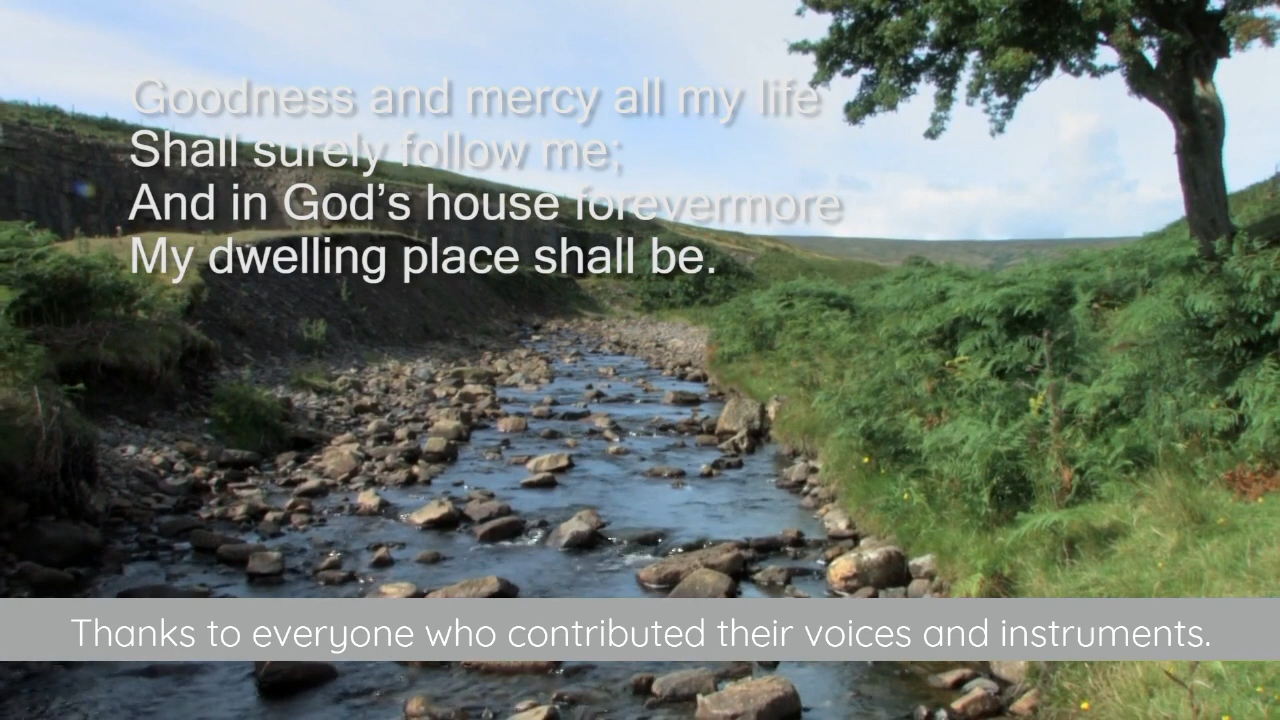 Goodness and mercy all my life
Shall surely follow me;
And in God’s house forevermore
My dwelling place shall be.
Thanks to everyone who contributed their voices and instruments.